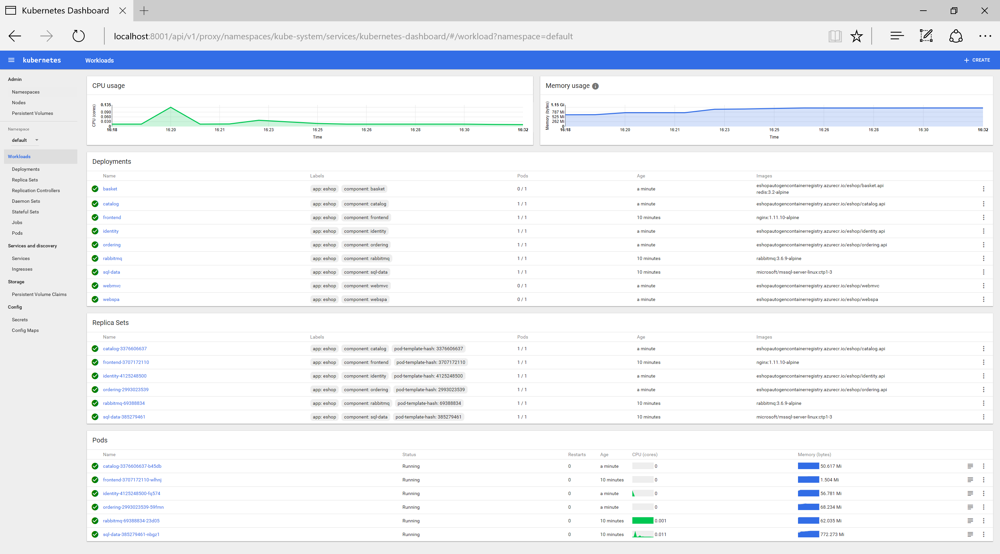 Kubernetes Dashboard
localhost:8001/api/v1/proxy/namespaces/kube-system/services/kubernetes-dashboard/#/workload?namespace=default
kubernetes Workloads CREATE
Admin
Namespaces
Nodes
Persistent Volumes
Namespace
default
Workloads
Deployments
Replica Sets
Replication Controllers
Daemon Sets
Stateful Sets
Jobs
Pods
Services and discovery
Services
Ingresses
Storage
Persistent Volume Claims
Config
Secrets
Config Maps
CPU usage
CPU (cores)
0.135
0.090
0.060
0.030
0
16:18 16:20 16:21 16:23 16:25 16:26 16:28 16:30 16:32
Time
Memory usage
Memory (bytes)
1.15 Gi
787 Mi
525 Mi
262 Mi
0
16:18 16:20 16:21 16:23 16:25 16:26 16:28 16:30 16:32
Time
Deployments
Name Labels Pods Age Images
basket app: eshop component: basket 0 / 1 a minute eshopautogencontainerregistry.azurecr.io/eshop/basket.api
redis:3.2-alpine
catalog app: eshop component: catalog 1 / 1 a minute eshopautogencontainerregistry.azurecr.io/eshop/catalog.api
frontend app: eshop component: frontend 1 / 1 10 minutes nginx:1.11.10-alpine
identity app: eshop component: identity 1 / 1 a minute eshopautogencontainerregistry.azurecr.io/eshop/identity.api
ordering app: eshop component: ordering 1 / 1 a minute eshopautogencontainerregistry.azurecr.io/eshop/ordering.api
rabbitmq app: eshop component: rabbitmq 1 / 1 10 minutes rabbitmq:3.6.9-alpine
sql-data app: eshop component: sql-data 1 / 1 10 minutes microsoft/mssql-server-linux:ctp1-3
webmvc app: eshop component: webmvc 0 / 1 a minute eshopautogencontainerregistry.azurecr.io/eshop/webmvc
webspa app: eshop component: webspa 0 / 1 a minute eshopautogencontainerregistry.azurecr.io/eshop/webspa
Replica Sets
Name Labels Pods Age Images
catalog-3376606637 app: eshop component: catalog pod-template-hash: 3376606637 1 / 1 a minute eshopautogencontainerregistry.azurecr.io/eshop/catalog.api
frontend-3707172110 app: eshop component: frontend pod-template-hash: 3707172110 1 / 1 10 minutes nginx:1.11.10-alpine
identity-4125248500 app: eshop component: identity pod-template-hash: 4125248500 1 / 1 a minute eshopautogencontainerregistry.azurecr.io/eshop/identity.api
ordering-2993023539 app: eshop component: ordering pod-template-hash: 2993023539 1 / 1 a minute eshopautogencontainerregistry.azurecr.io/eshop/ordering.api
rabbitmq-69388834 app: eshop component: rabbitmq pod-template-hash: 69388834 1 / 1 10 minutes rabbitmq:3.6.9-alpine
sql-data-385279461 app: eshop component: sql-data pod-template-hash: 385279461 1 / 1 10 minutes microsoft/mssql-server-linux:ctp1-3
Pods
Name Status Restarts Age CPU (cores) Memory (bytes)
catalog-3376606637-b45db Running 0 a minute 0 50.617 Mi
frontend-3707172110-wlhnj Running 0 10 minutes 0 1.504 Mi
identity-4125248500-fq574 Running 0 a minute 0 56.781 Mi
ordering-2993023539-59fmn Running 0 a minute 0 68.234 Mi
rabbitmq-69388834-23d05 Running 0 10 minutes 0.001 62.035 Mi
sql-data-385279461-nbgz1 Running 0 10 minutes 0.011 772.273 Mi